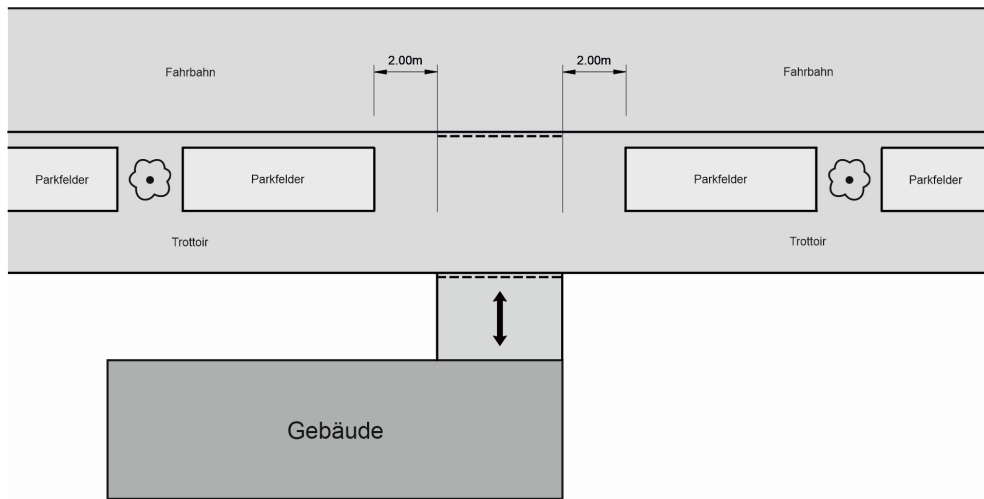 2.00m
2.00m
Fahrbahn
Fahrbahn
Parkfelder
Parkfelder
Parkfelder
Parkfelder
Trottoir
Trottoir
Gebäude